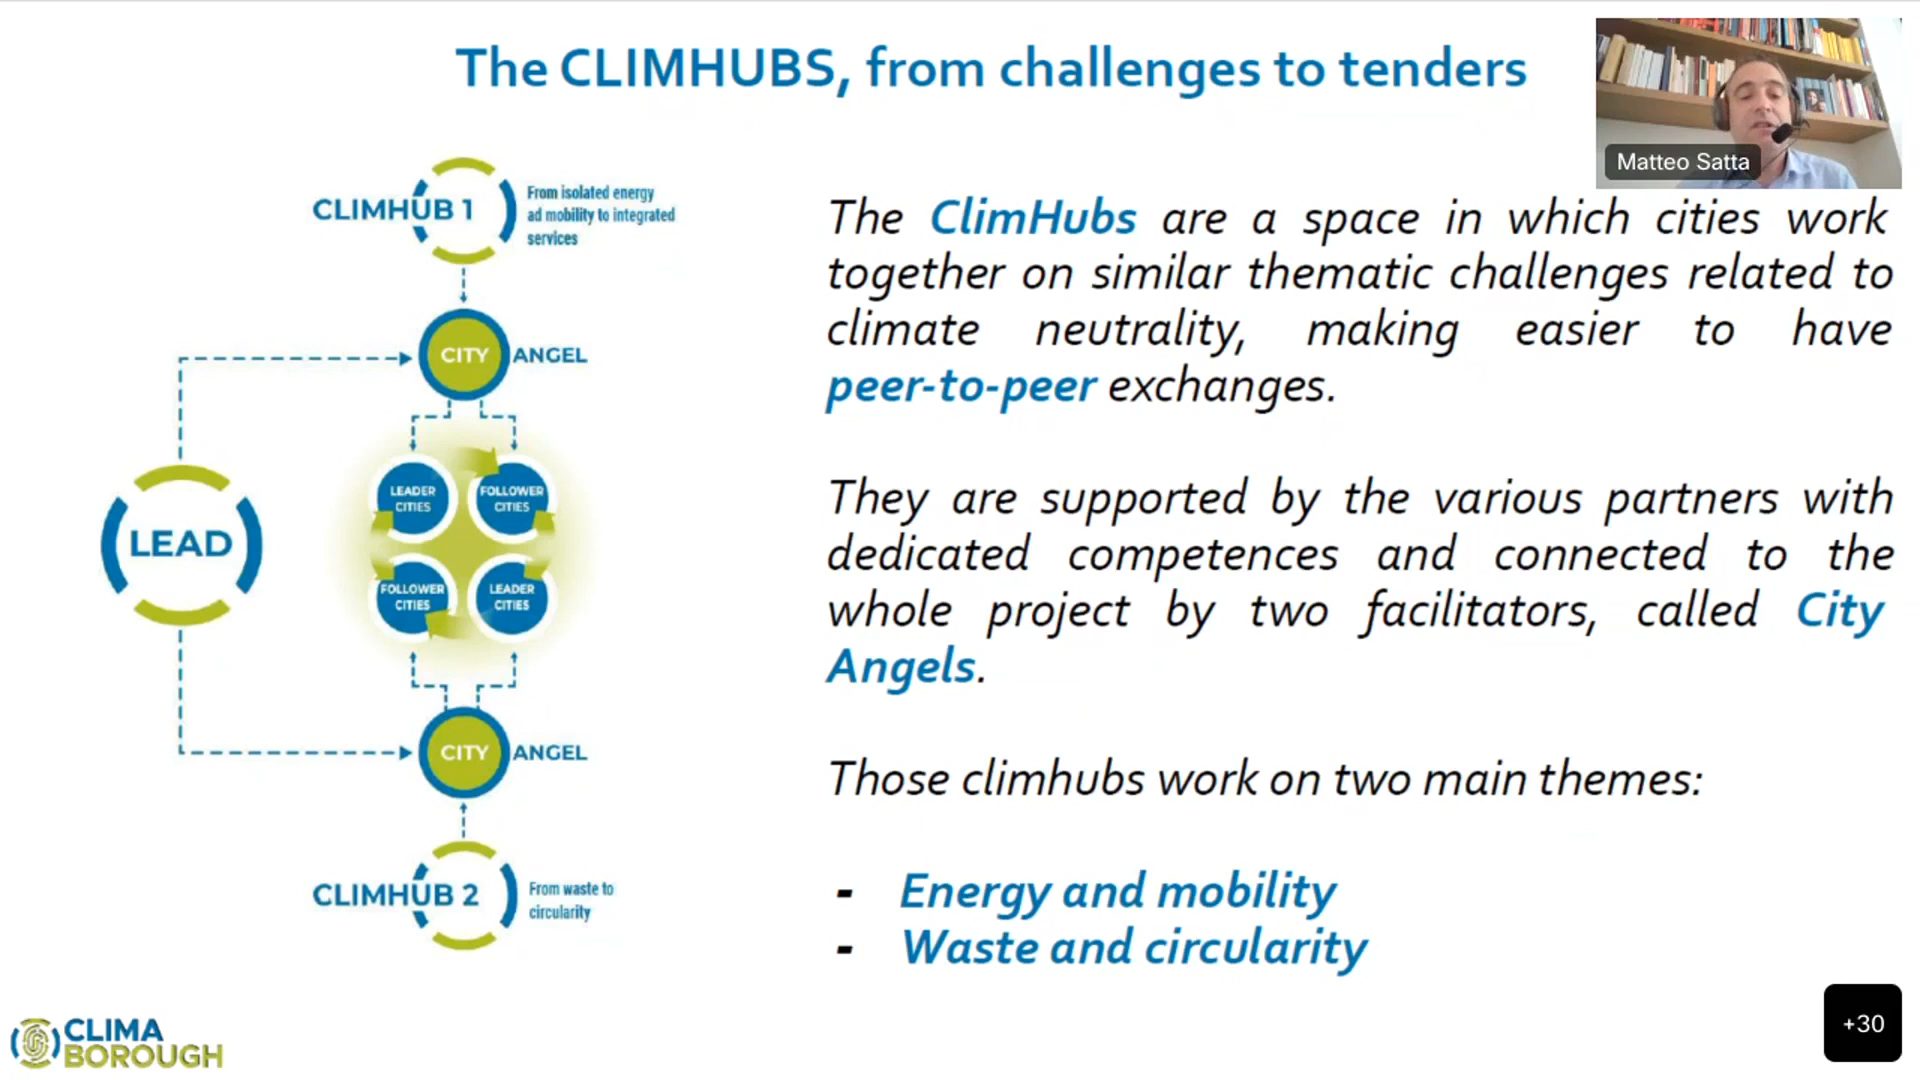 The CLIMHUBS, from challenges to tenders
Matteo Satta
CLIMHUB 1
From isolated energy
ad mobility to integrated
services
CITY ANGEL
LEAD
LEADER
CITIES
FOLLOWER
CITIES
FOLLOWER
CITIES
LEADER
CITIES
CITY ANGEL
CLIMHUB 2
From waste to
circularity
The ClimHubs are a space in which cities work
together on similar thematic challenges related to
climate neutrality, making easier to have
peer-to-peer exchanges.
They are supported by the various partners with
dedicated competences and connected to the
whole project by two facilitators, called City
Angels.
Those climhubs work on two main themes:
- Energy and mobility
- Waste and circularity
CLIMA
BOROUGH
+30